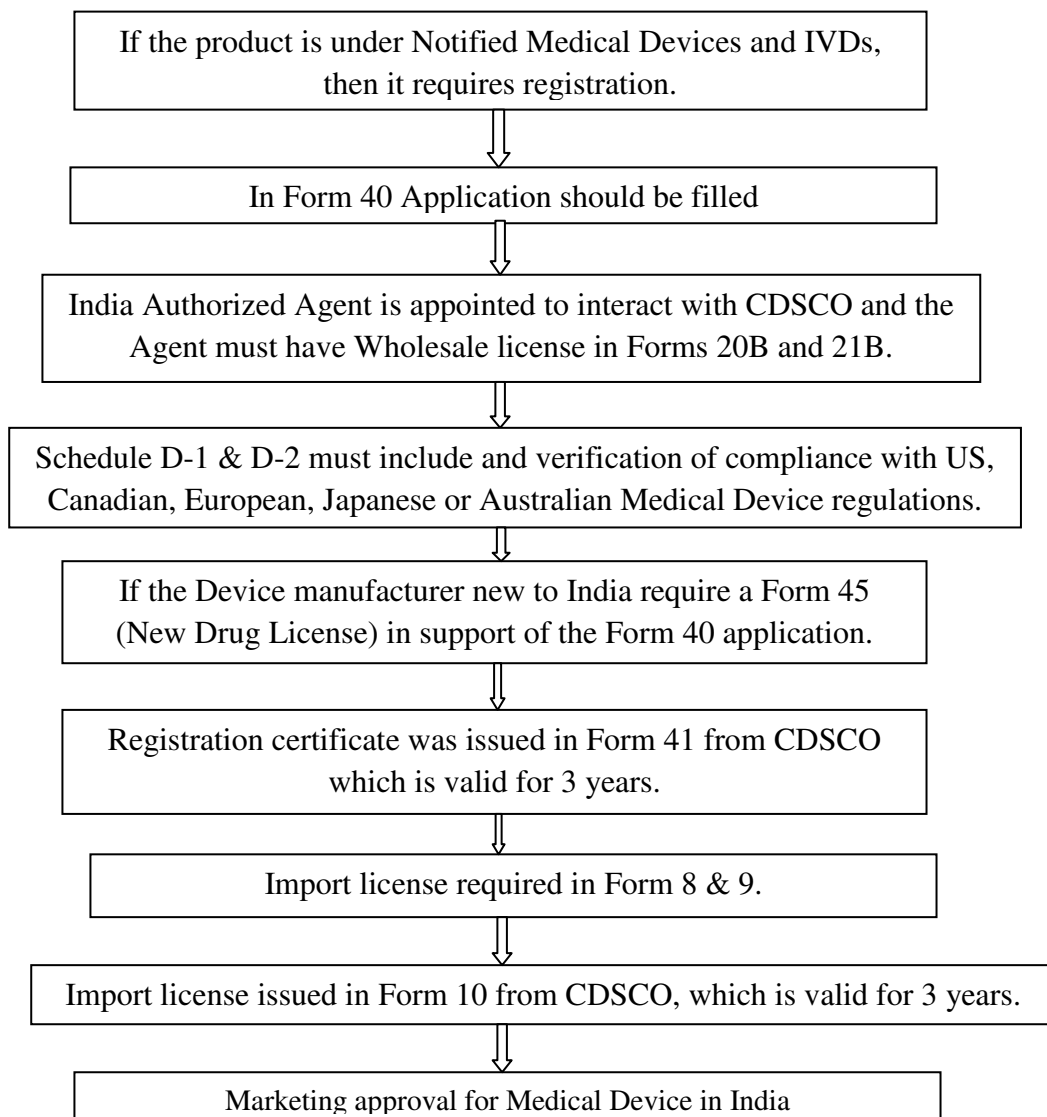 If the product is under Notified Medical Devices and IVDs,
then it requires registration.
In Form 40 Application should be filled
India Authorized Agent is appointed to interact with CDSCO and the
Agent must have Wholesale license in Forms 20B and 21B.
Schedule D-1 & D-2 must include and verification of compliance with US,
Canadian, European, Japanese or Australian Medical Device regulations.
If the Device manufacturer new to India require a Form 45
(New Drug License) in support of the Form 40 application.
Registration certificate was issued in Form 41 from CDSCO
which is valid for 3 years.
Import license required in Form 8 & 9.
Import license issued in Form 10 from CDSCO, which is valid for 3 years.
Marketing approval for Medical Device in India